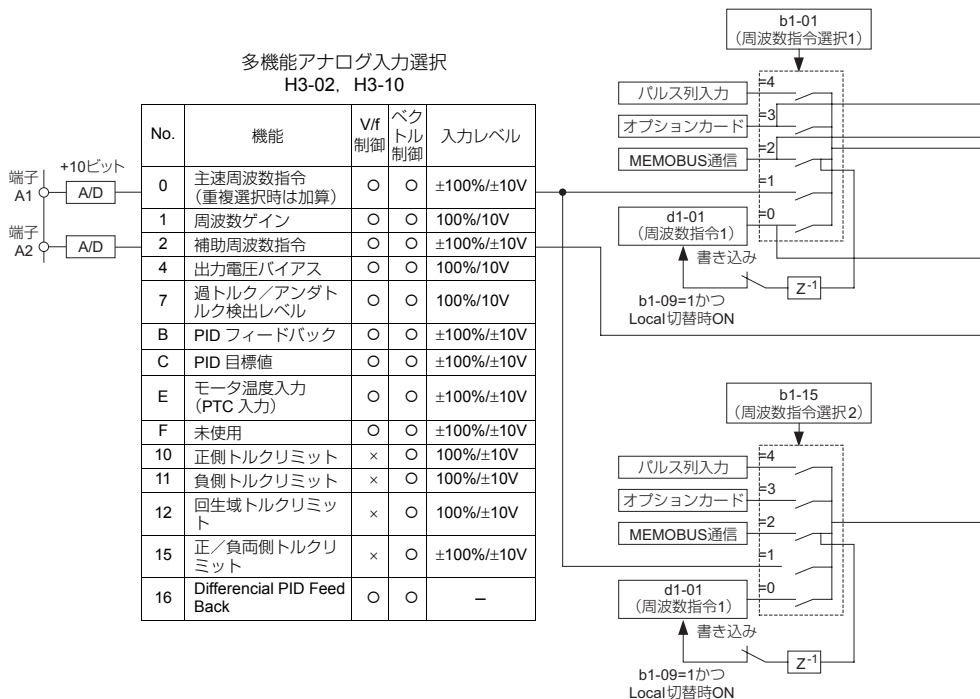 多機能アナログ入力選択
H3-02, H3-10
No. 機能 V/f制御 ベクトル制御 入力レベル
0 主速周波数指令 ○ ○ ±100%/±10V
(重複選択時は加算)
1 周波数ゲイン ○ ○ 100%/10V
2 補助周波数指令 ○ ○ ±100%/±10V
4 出力電圧バイアス ○ ○ 100%/10V
7 過トルク／アンダト ○ ○ 100%/10V
ルク検出レベル
B PID フィードバック ○ ○ ±100%/±10V
C PID 目標値 ○ ○ ±100%/±10V
E モータ温度入力 ○ ○ ±100%/±10V
(PTC 入力)
F 未使用 ○ ○ ±100%/±10V
10 正側トルクリミット × ○ 100%/±10V
11 負側トルクリミット × ○ 100%/±10V
12 回生域トルクリミッ × ○ 100%/±10V
ト
15 正／負両側トルクリ × ○ ±100%/±10V
ミット
16 Differencial PID Feed ○ ○ –
Back
端子
A1
+10ビット
A/D
端子
A2
A/D
b1-01
(周波数指令選択1)
パルス列入力 =4
オプションカード =3
MEMOBUS通信 =2
=1
d1-01 =0
(周波数指令1)
書き込み
Z-1
b1-09=1かつ
Local切替時ON
b1-15
(周波数指令選択2)
パルス列入力 =4
オプションカード =3
MEMOBUS通信 =2
=1
d1-01 =0
(周波数指令1)
書き込み
Z-1
b1-09=1かつ
Local切替時ON